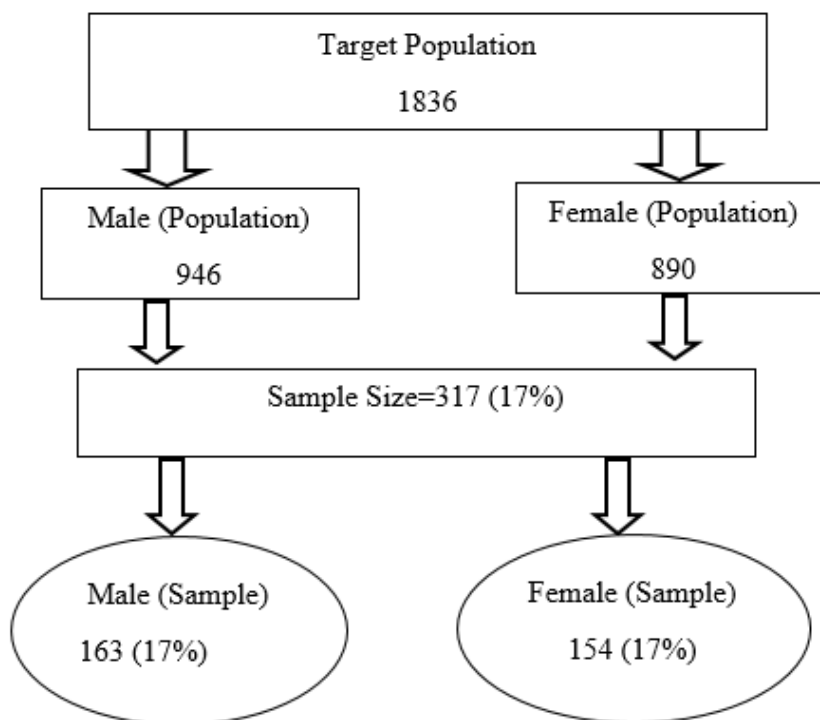 Target Population
1836
Male (Population)
946
Female (Population)
890
Sample Size=317 (17%)
Male (Sample)
163 (17%)
Female (Sample)
154 (17%)